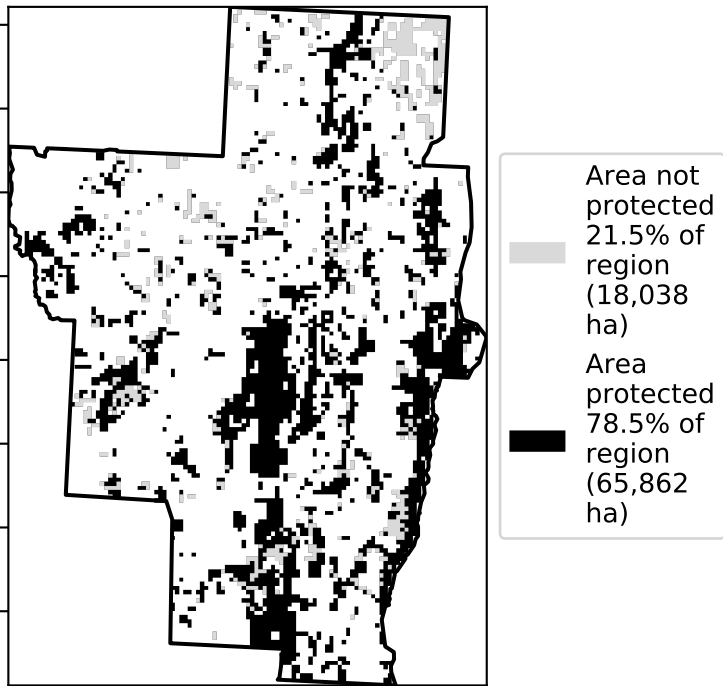 Area not
protected
21.5% of
region
(18,038
ha)
Area
protected
78.5% of
region
(65,862
ha)